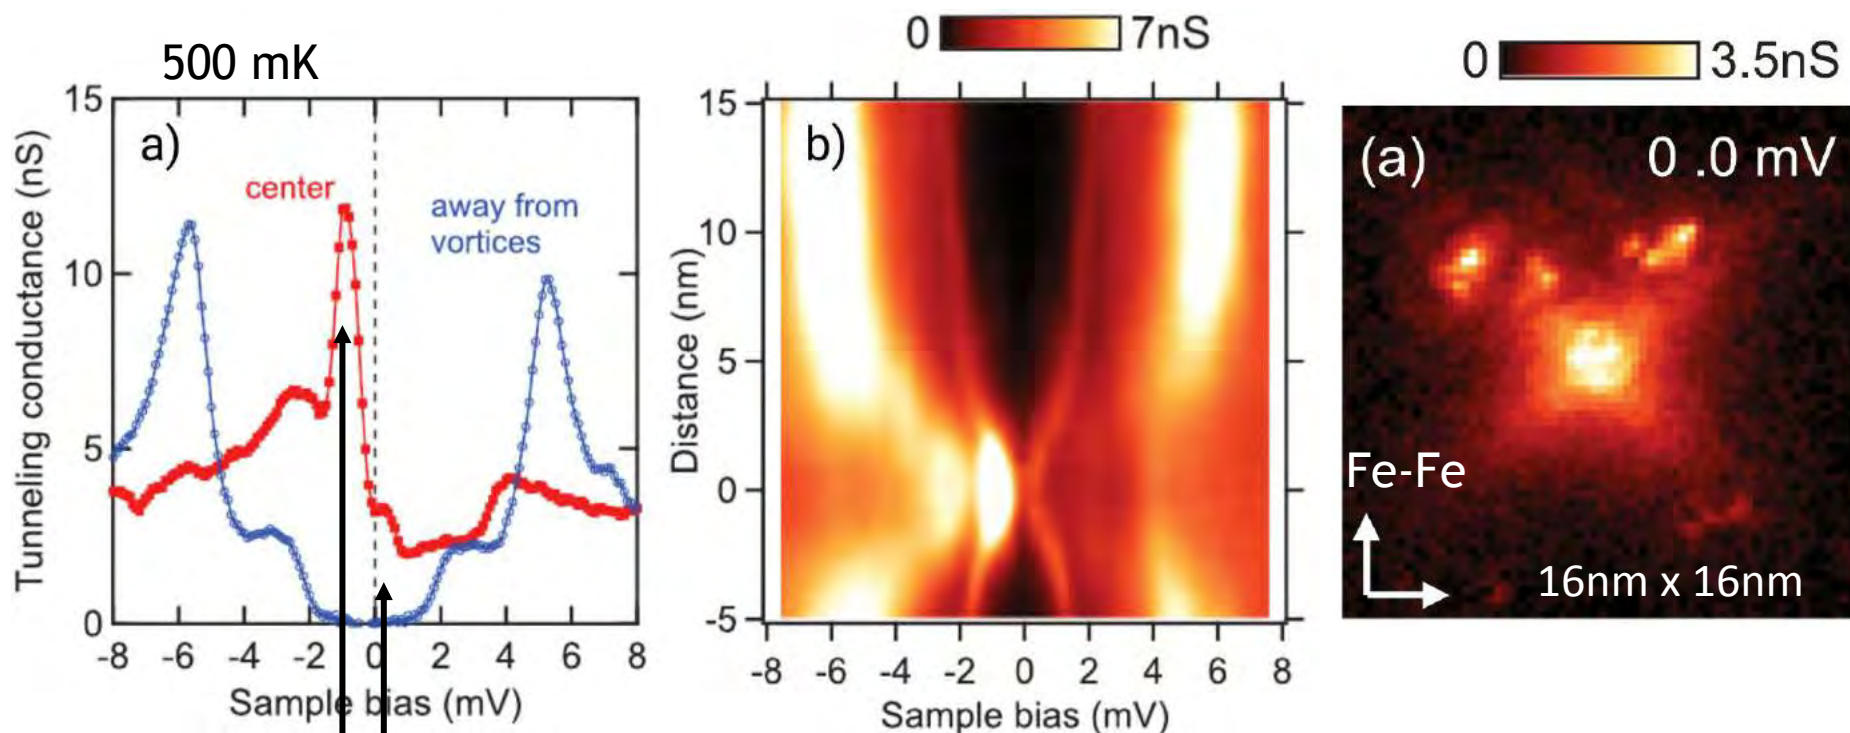 500 mK
Tunneling conductance (nS)
15
10
5
0
a)
center
away from
vortices
-8 -6 -4 -2 0 2 4 6 8
Sample bias (mV)
0 7nS
Distance (nm)
15
10
5
0
-5
b)
-8 -6 -4 -2 0 2 4 6 8
Sample bias (mV)
0 3.5nS
(a) 0 .0 mV
Fe-Fe
16nm x 16nm